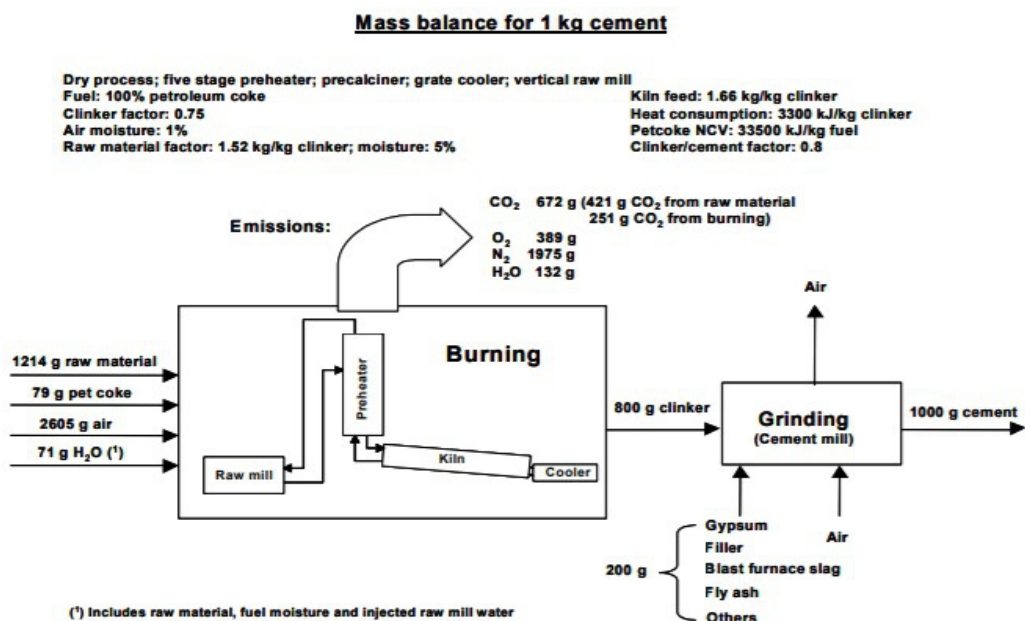 Mass balance for 1 kg cement
Dry process; five stage preheater; precalciner; grate cooler; vertical raw mill
Fuel: 100% petroleum coke
Clinker factor: 0.75
Air moisture: 1%
Raw material factor: 1.52 kg/kg clinker; moisture: 5%
Kiln feed: 1.66 kg/kg clinker
Heat consumption: 3300 kJ/kg clinker
Petcoke NCV: 33500 kJ/kg fuel
Clinker/cement factor: 0.8
Emissions:
CO₂ 672 g (421 g CO₂ from raw material
251 g CO₂ from burning)
O₂ 389 g
N₂ 1975 g
H₂O 132 g
1214 g raw material
79 g pet coke
2605 g air
71 g H₂O (¹)
Burning
Preheater
Raw mill
Kiln
Cooler
800 g clinker
Air
Grinding
(Cement mill)
1000 g cement
200 g
Gypsum
Filler
Blast furnace slag
Fly ash
Others
Air
(¹) Includes raw material, fuel moisture and injected raw mill water